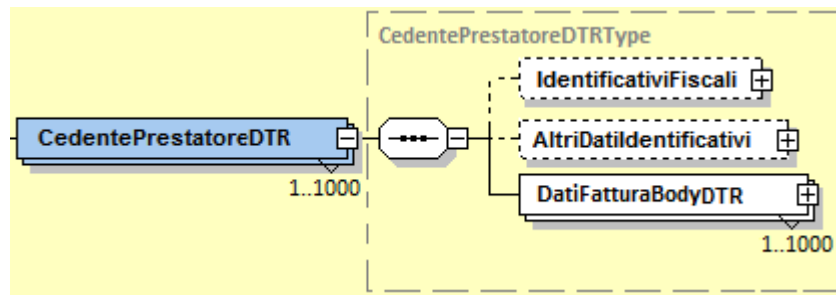 CedentePrestatoreDTRType
IdentificativiFiscali
CedentePrestatoreDTR
AltriDatiIdentificativi
1..1000
DatiFatturaBodyDTR
1..1000